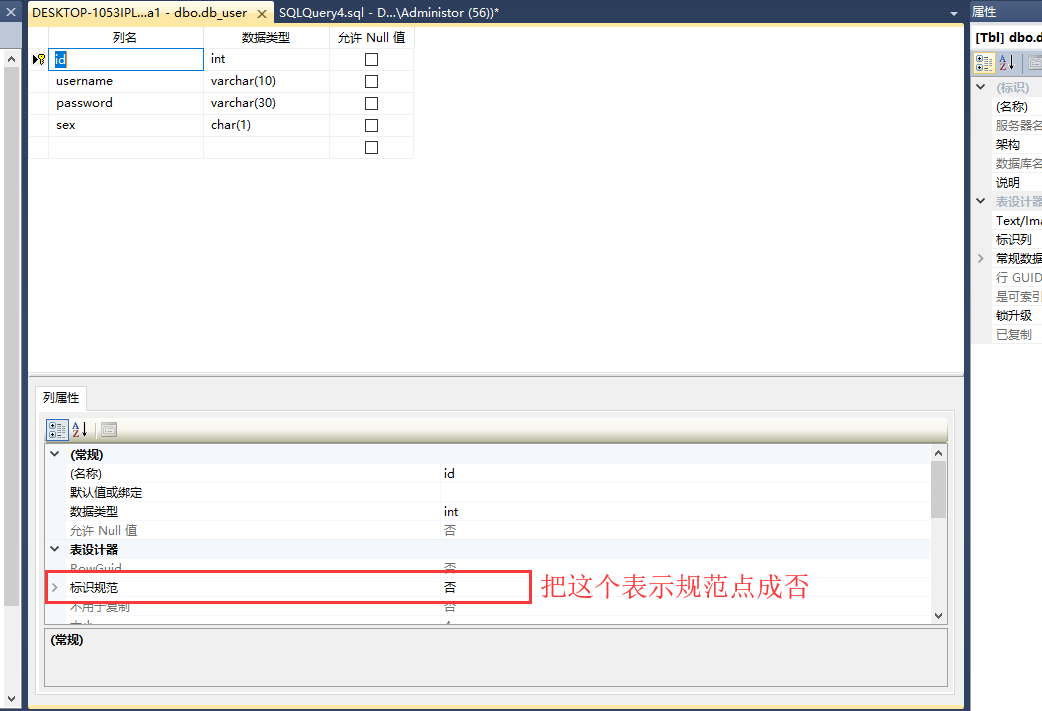 DESKTOP-1053IPL...a1 - dbo.db_user
SQLQuery4.sql - D...\Administor (56))*
属性
列名 数据类型 允许 Null 值
id int
username varchar(10)
password varchar(30)
sex char(1)
[Tbl] dbo.d
(标识)
(名称)
服务器名
架构
数据库名
说明
表设计器
Text/Ima
标识列
常规数据
行 GUID
是可索引
锁升级
已复制
列属性
(常规)
(名称) id
默认值或绑定
数据类型 int
允许 Null 值 否
表设计器
RowGuid 否
标识规范 否
把这个表示规范点成否
不用于复制 否
大小 4
(常规)